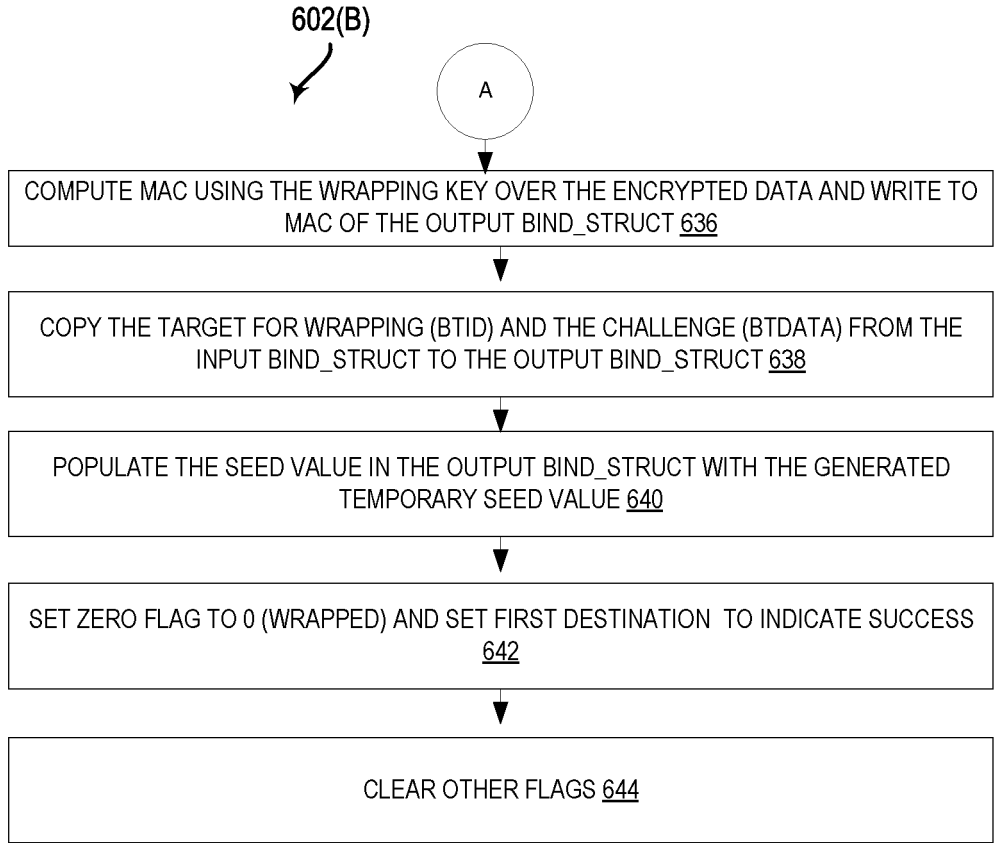 602(B)
A
COMPUTE MAC USING THE WRAPPING KEY OVER THE ENCRYPTED DATA AND WRITE TO
MAC OF THE OUTPUT BIND_STRUCT 636
COPY THE TARGET FOR WRAPPING (BTID) AND THE CHALLENGE (BTDATA) FROM THE
INPUT BIND_STRUCT TO THE OUTPUT BIND_STRUCT 638
POPULATE THE SEED VALUE IN THE OUTPUT BIND_STRUCT WITH THE GENERATED
TEMPORARY SEED VALUE 640
SET ZERO FLAG TO 0 (WRAPPED) AND SET FIRST DESTINATION TO INDICATE SUCCESS
642
CLEAR OTHER FLAGS 644